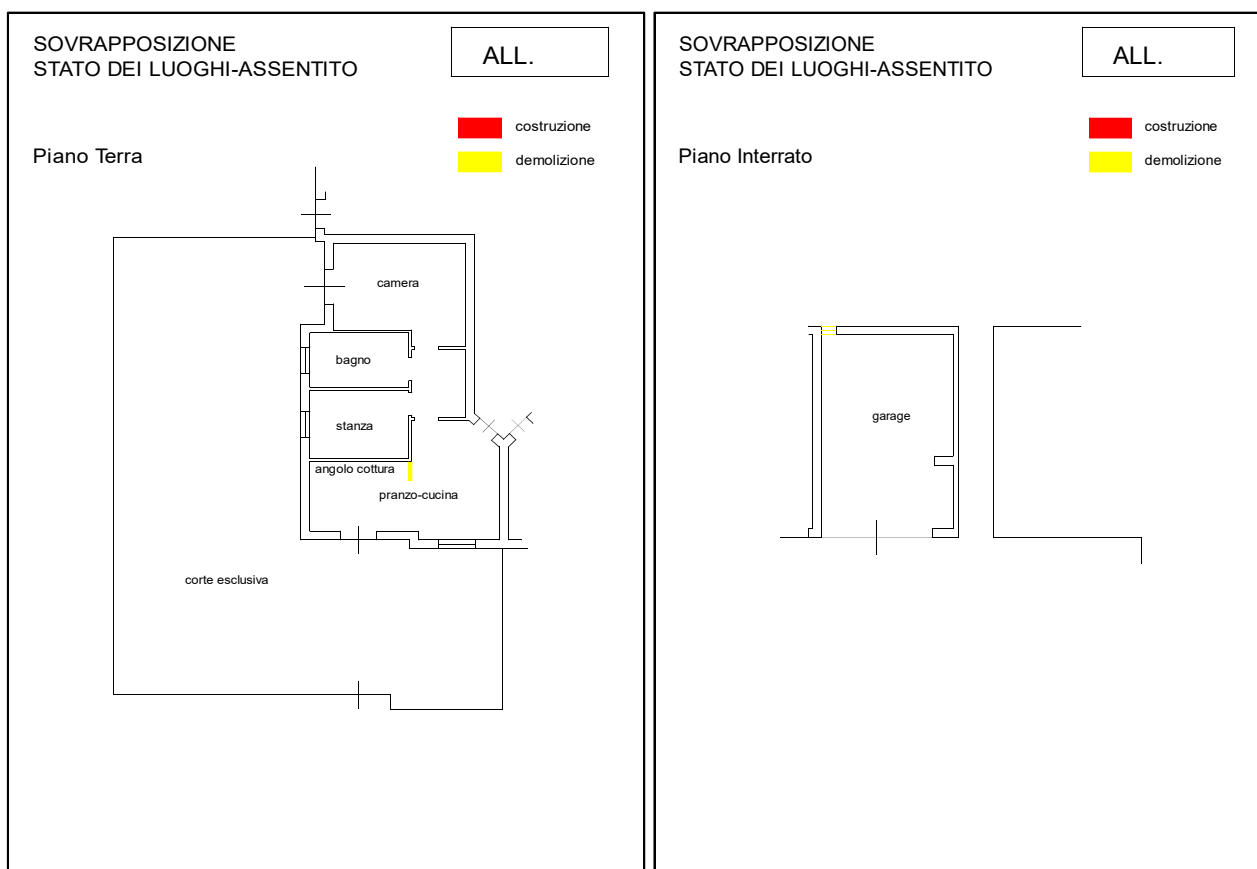 SOVRAPPOSIZIONE
STATO DEI LUOGHI-ASSENTITO
ALL.
costruzione
demolizione
Piano Terra
camera
bagno
stanza
angolo cottura
pranzo-cucina
corte esclusiva
SOVRAPPOSIZIONE
STATO DEI LUOGHI-ASSENTITO
ALL.
costruzione
demolizione
Piano Interrato
garage